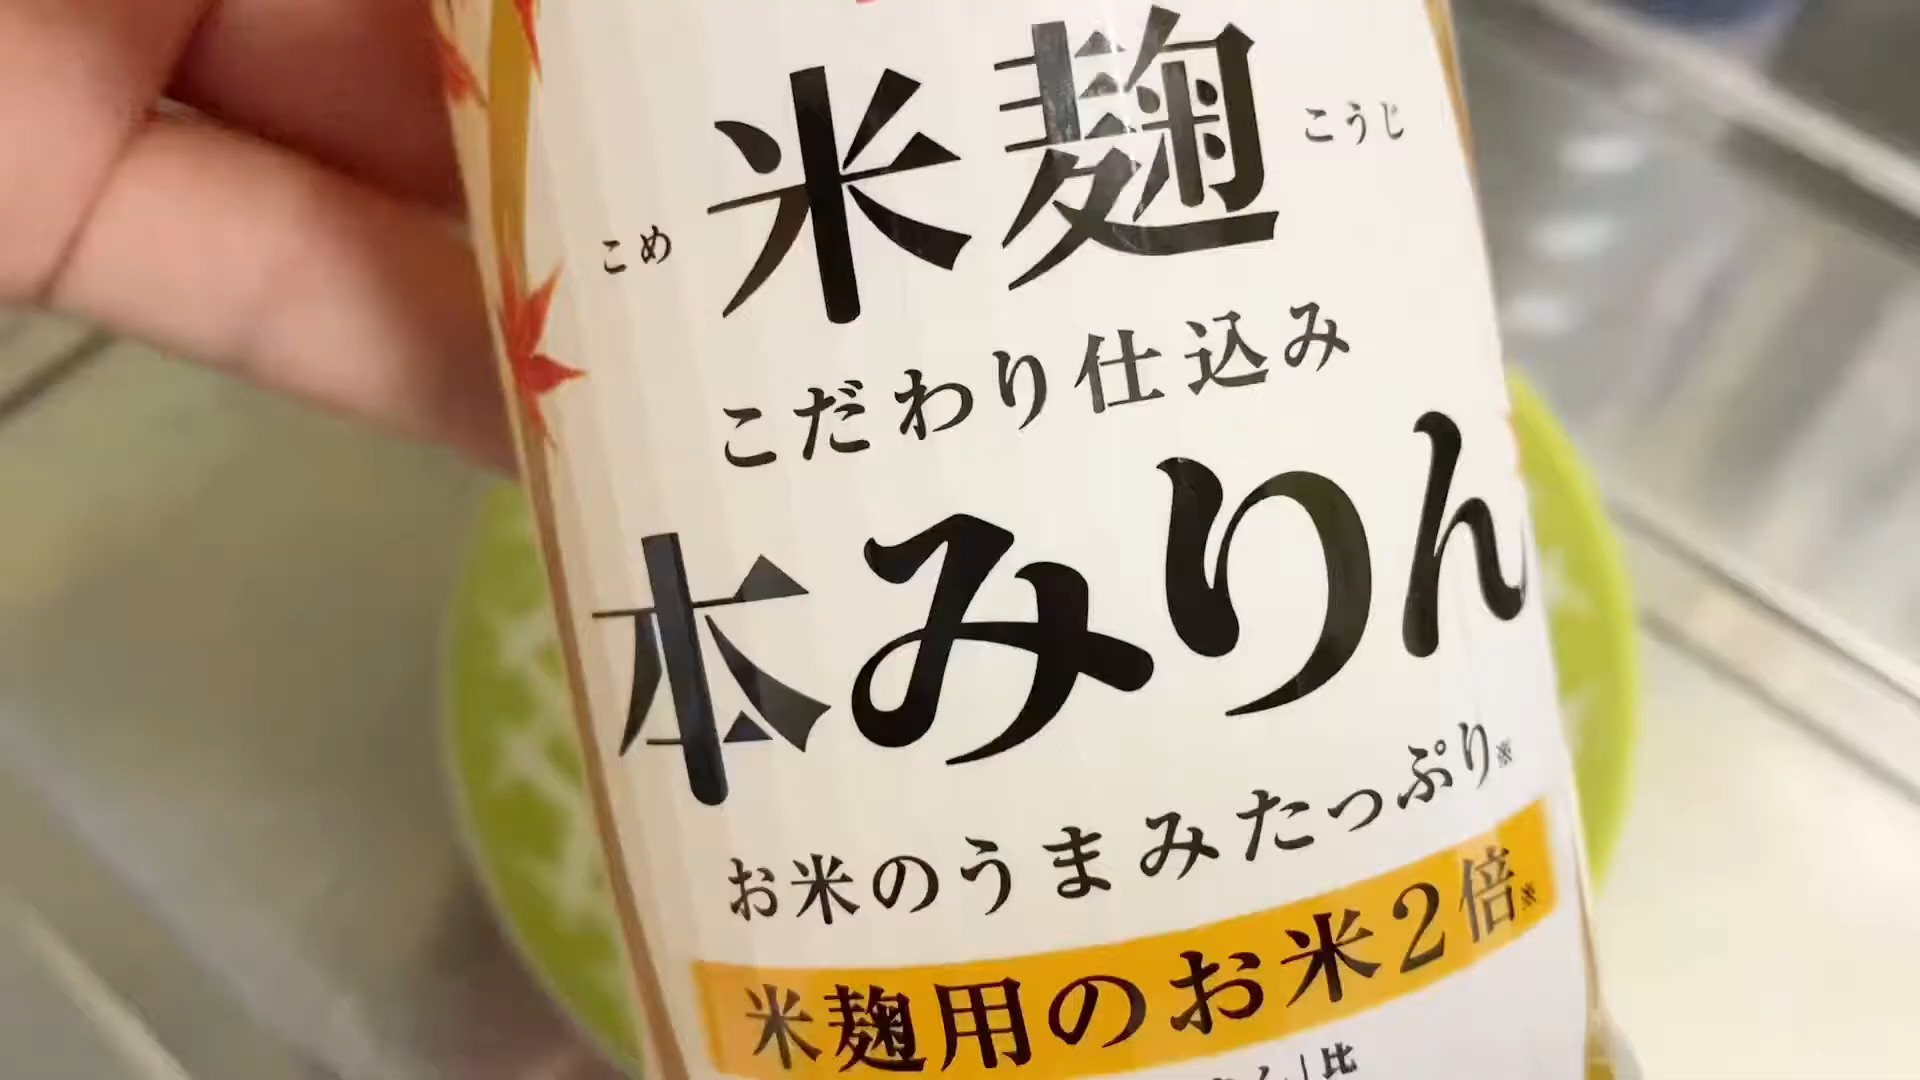 米麹
こめ
こうじ
こだわり仕込み
本みりん
お米のうまみたっぷり※
米麹用のお米2倍※